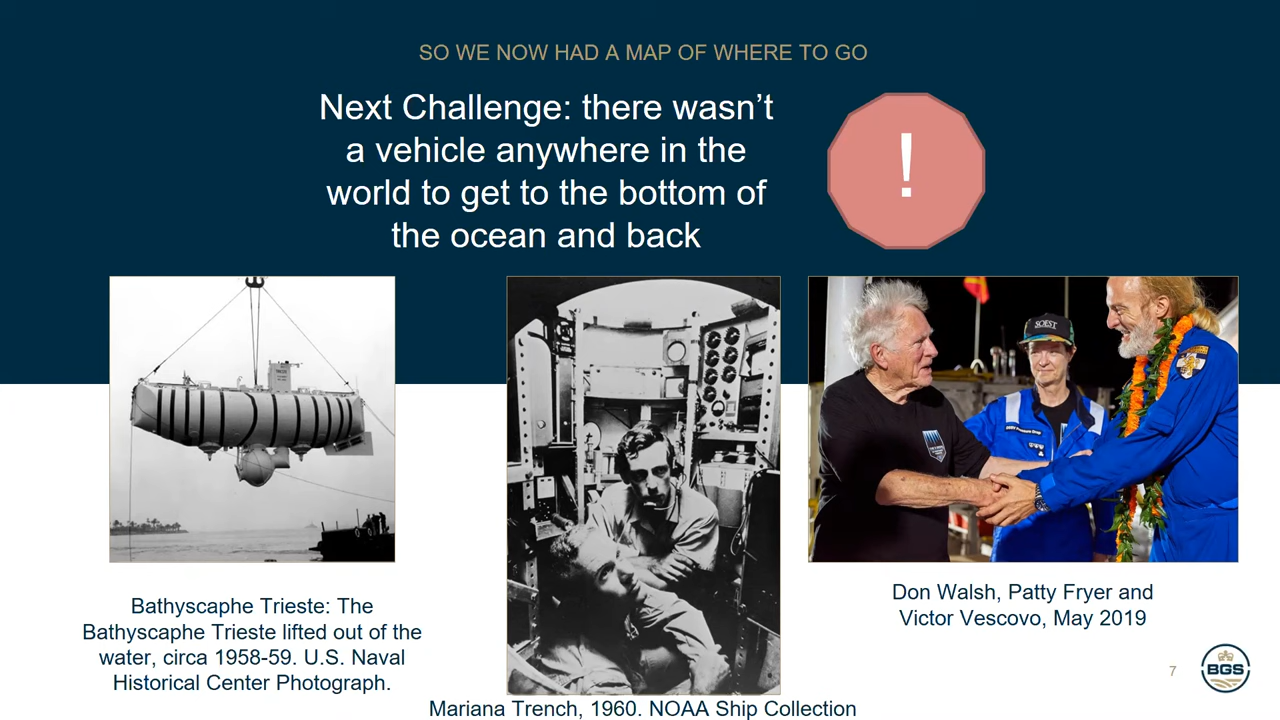 SO WE NOW HAD A MAP OF WHERE TO GO
Next Challenge: there wasn’t
a vehicle anywhere in the
world to get to the bottom of
the ocean and back
!
SOEST
Bathyscaphe Trieste: The
Bathyscaphe Trieste lifted out of the
water, circa 1958-59. U.S. Naval
Historical Center Photograph.
Mariana Trench, 1960. NOAA Ship Collection
Don Walsh, Patty Fryer and
Victor Vescovo, May 2019
7
BGS